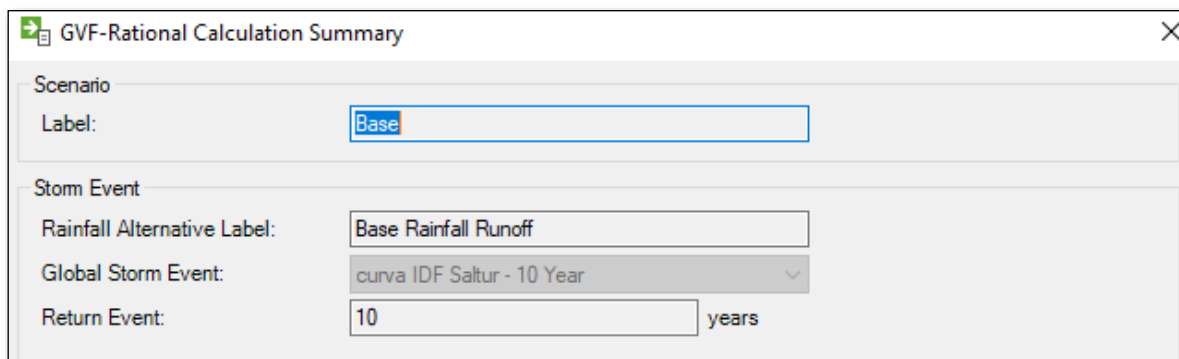 GVF-Rational Calculation Summary
Scenario
Label: Base
Storm Event
Rainfall Alternative Label: Base Rainfall Runoff
Global Storm Event: curva IDF Saltur - 10 Year
Return Event: 10 years